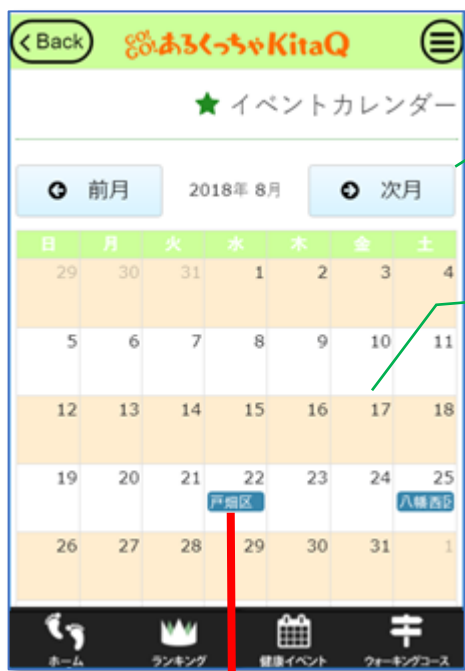 Back
GO! GO! あるくっちゃKitaQ
★ イベントカレンダー
前月 2018年 8月 次月
日 月 火 水 木 金 土
29 30 31 1 2 3 4
5 6 7 8 9 10 11
12 13 14 15 16 17 18
19 20 21 22 23 24 25
戸畑区 八幡西区
26 27 28 29 30 31 1
ホーム ランキング 健康イベント ウォーキングコース